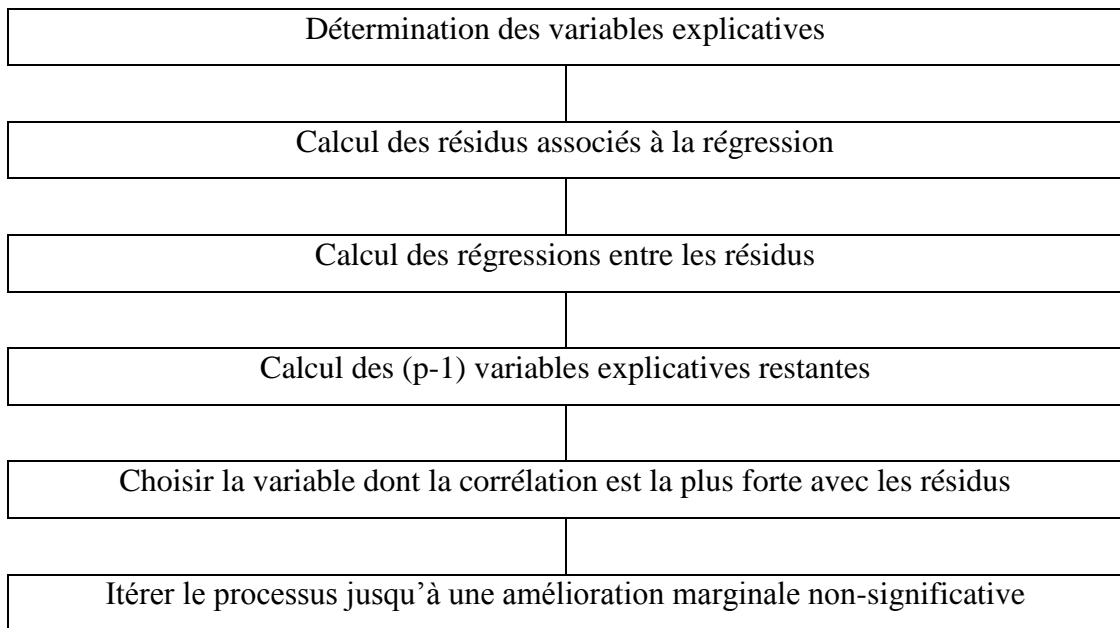 Détermination des variables explicatives
Calcul des résidus associés à la régression
Calcul des régressions entre les résidus
Calcul des (p-1) variables explicatives restantes
Choisir la variable dont la corrélation est la plus forte avec les résidus
Itérer le processus jusqu’à une amélioration marginale non-significative